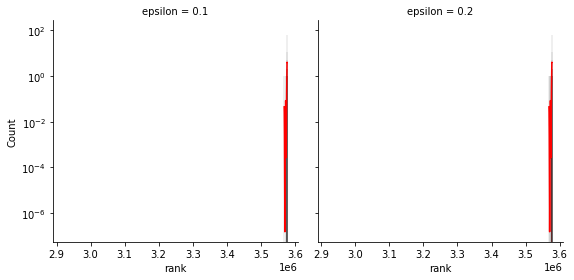 epsilon = 0.1
epsilon = 0.2
10²
10⁰
10⁻²
10⁻⁴
10⁻⁶
Count
2.9 3.0 3.1 3.2 3.3 3.4 3.5 3.6
1e6
rank
2.9 3.0 3.1 3.2 3.3 3.4 3.5 3.6
1e6
rank